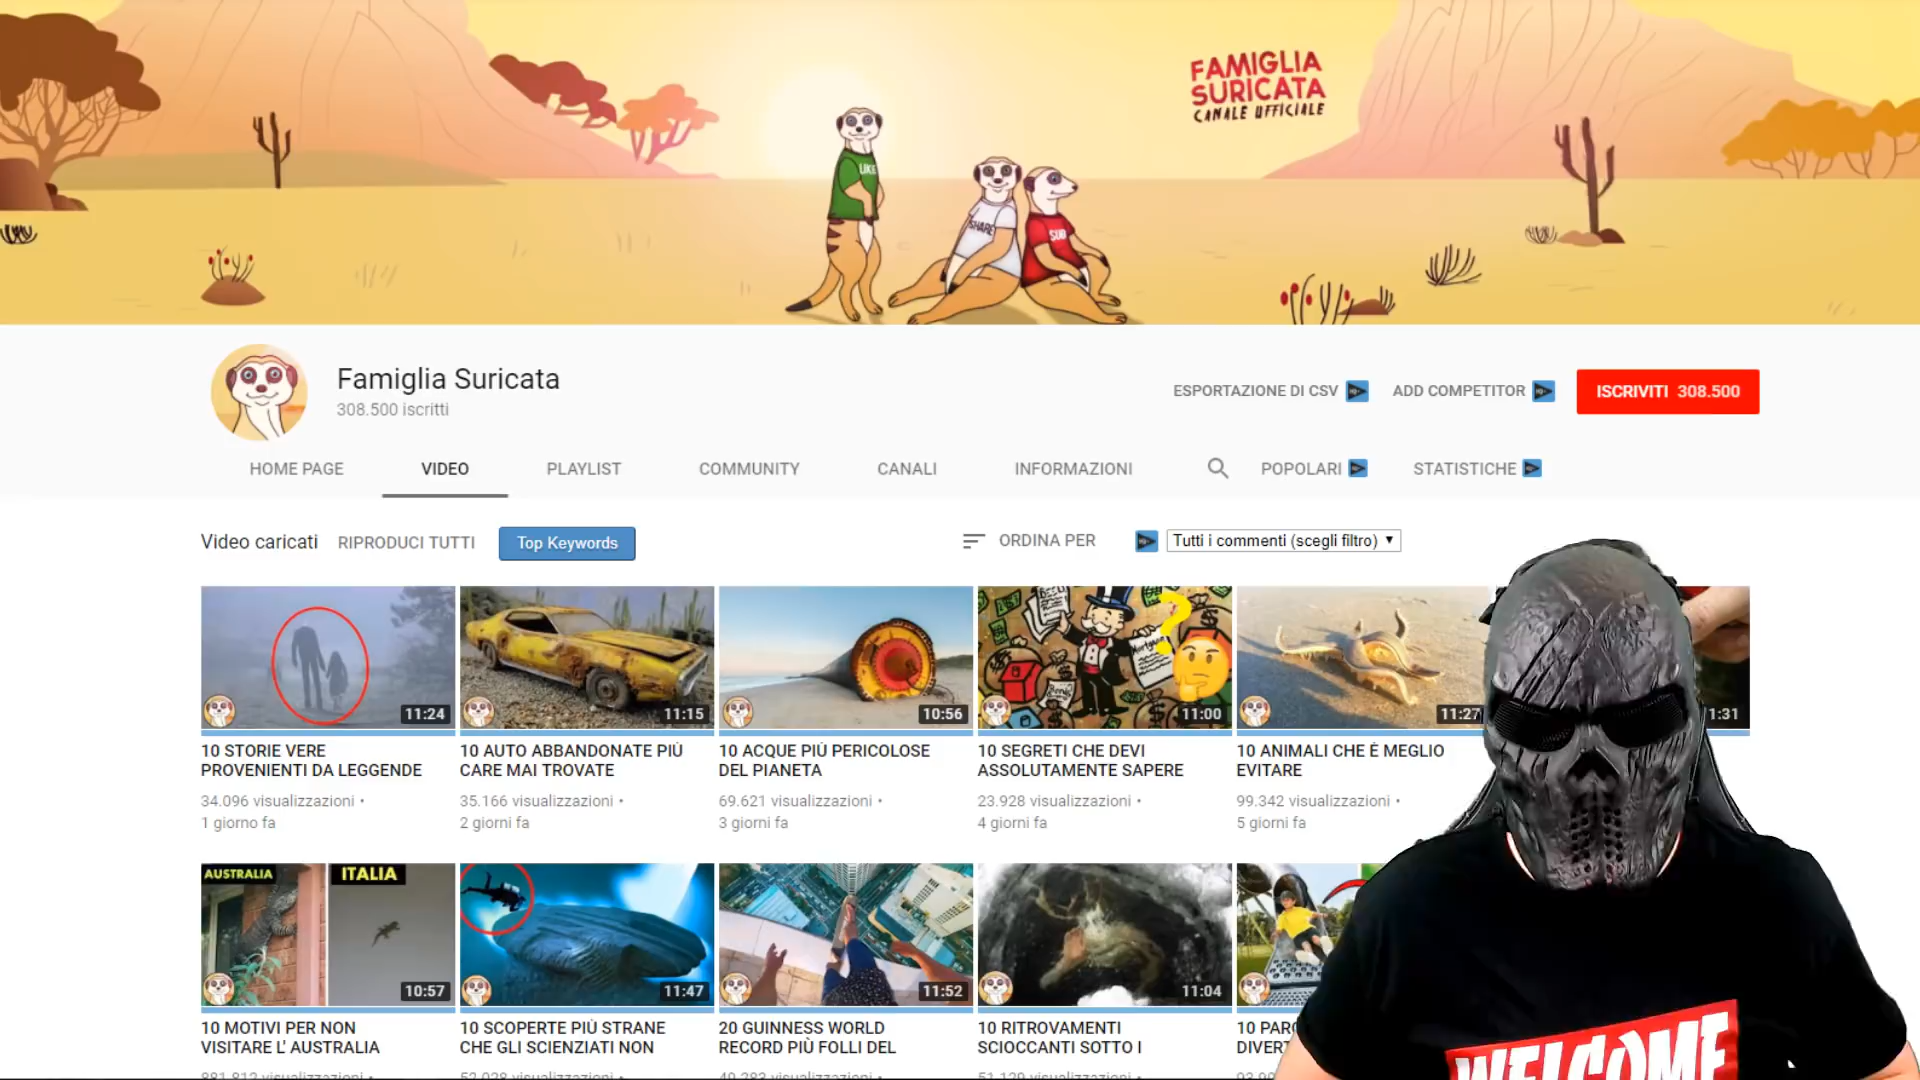 FAMIGLIA
SURICATA
CANALE UFFICIALE
LIKE
SHARE
SUB
Famiglia Suricata
308.500 iscritti
ESPORTAZIONE DI CSV
ADD COMPETITOR
ISCRIVITI 308.500
HOME PAGE
VIDEO
PLAYLIST
COMMUNITY
CANALI
INFORMAZIONI
POPOLARI
STATISTICHE
Video caricati
RIPRODUCI TUTTI
Top Keywords
ORDINA PER
Tutti i commenti (scegli filtro)
11:24
11:15
10:56
11:00
11:27
1:31
10 STORIE VERE
PROVENIENTI DA LEGGENDE
34.096 visualizzazioni •
1 giorno fa
10 AUTO ABBANDONATE PIÙ
CARE MAI TROVATE
35.166 visualizzazioni •
2 giorni fa
10 ACQUE PIÚ PERICOLOSE
DEL PIANETA
69.621 visualizzazioni •
3 giorni fa
10 SEGRETI CHE DEVI
ASSOLUTAMENTE SAPERE
23.928 visualizzazioni •
4 giorni fa
10 ANIMALI CHE È MEGLIO
EVITARE
99.342 visualizzazioni •
5 giorni fa
AUSTRALIA
ITALIA
10:57
11:47
11:52
11:04
10 MOTIVI PER NON
VISITARE L' AUSTRALIA
10 SCOPERTE PIÙ STRANE
CHE GLI SCIENZIATI NON
20 GUINNESS WORLD
RECORD PIÙ FOLLI DEL
10 RITROVAMENTI
SCIOCCANTI SOTTO I
10
WELCOME